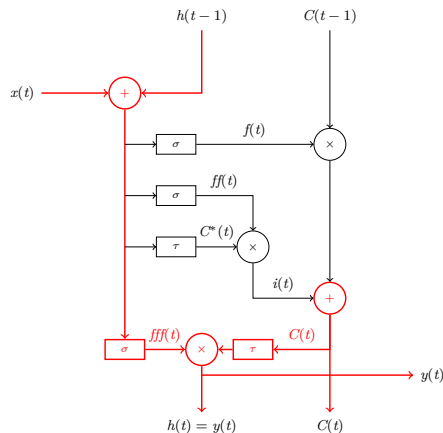 h(t−1) C(t−1)
x(t) +
σ f(t) ×
σ ff(t)
τ C*(t) ×
i(t) +
σ fff(t) × τ C(t)
y(t)
h(t) = y(t) C(t)